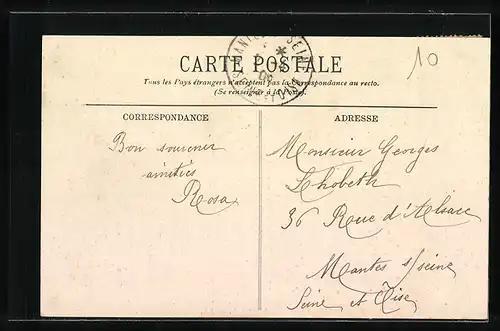 10
CARTE POSTALE
Tous les Pays étrangers n'acceptent pas la Correspondance au recto.
(Se renseigner à la Poste).
CORRESPONDANCE
Bon souvenir
amitiés
Rosa
ADRESSE
Monsieur Georges
Lhobeth
36 Rue d'Alsace
Mantes s/seine
Seine et Oise